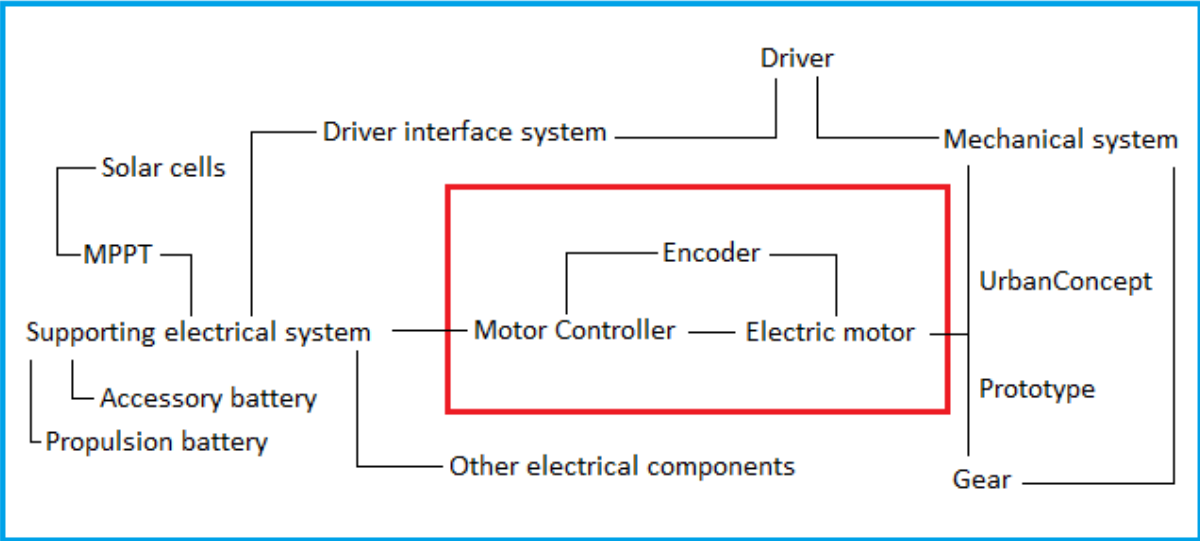 Driver
Driver interface system
Mechanical system
Solar cells
MPPT
Encoder
UrbanConcept
Supporting electrical system
Motor Controller
Electric motor
Prototype
Accessory battery
Propulsion battery
Other electrical components
Gear